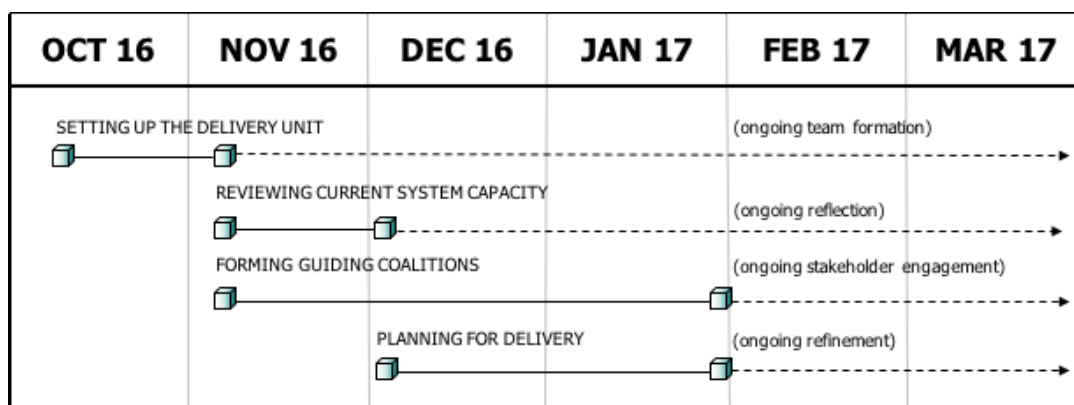 OCT 16 NOV 16 DEC 16 JAN 17 FEB 17 MAR 17
SETTING UP THE DELIVERY UNIT (ongoing team formation)
REVIEWING CURRENT SYSTEM CAPACITY
(ongoing reflection)
FORMING GUIDING COALITIONS (ongoing stakeholder engagement)
PLANNING FOR DELIVERY (ongoing refinement)